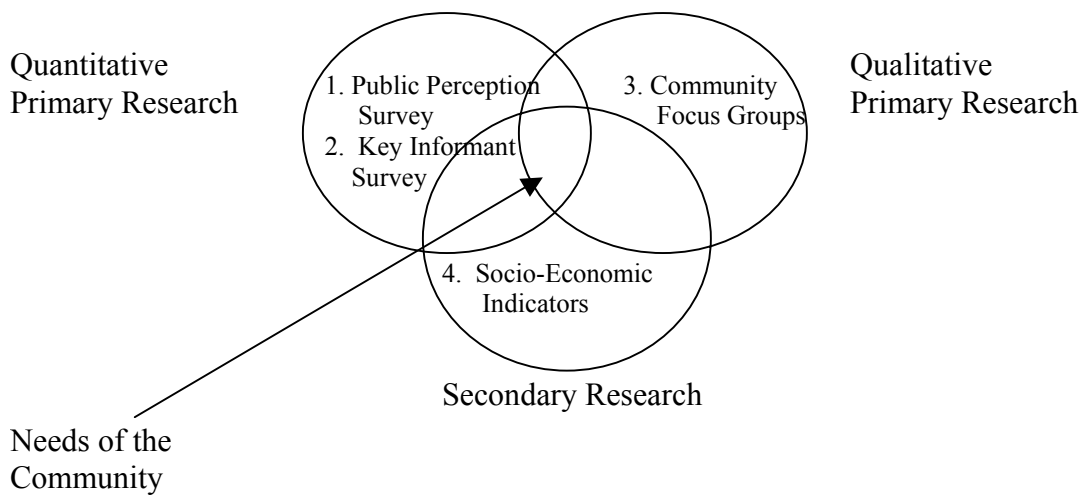 Quantitative
Primary Research
1. Public Perception
Survey
2. Key Informant
Survey
3. Community
Focus Groups
Qualitative
Primary Research
4. Socio-Economic
Indicators
Secondary Research
Needs of the
Community